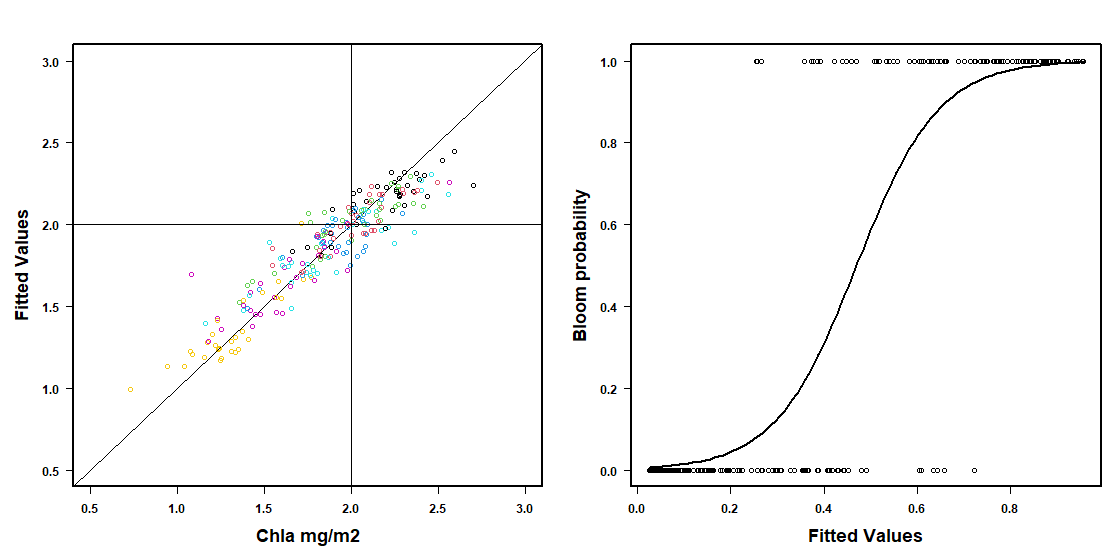 Fitted Values
3.0
2.5
2.0
1.5
1.0
0.5
0.5 1.0 1.5 2.0 2.5 3.0
Chla mg/m2
Bloom probability
1.0
0.8
0.6
0.4
0.2
0.0
0.0 0.2 0.4 0.6 0.8
Fitted Values